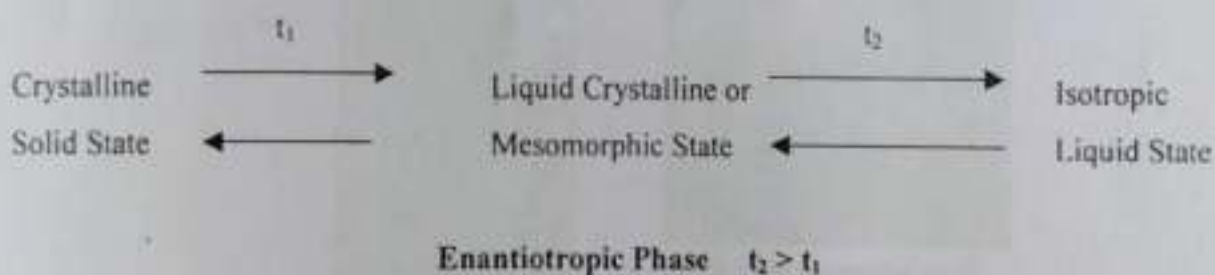 t₁ t₂
Crystalline Liquid Crystalline or Isotropic
Solid State Mesomorphic State Liquid State
Enantiotropic Phase t₂ > t₁